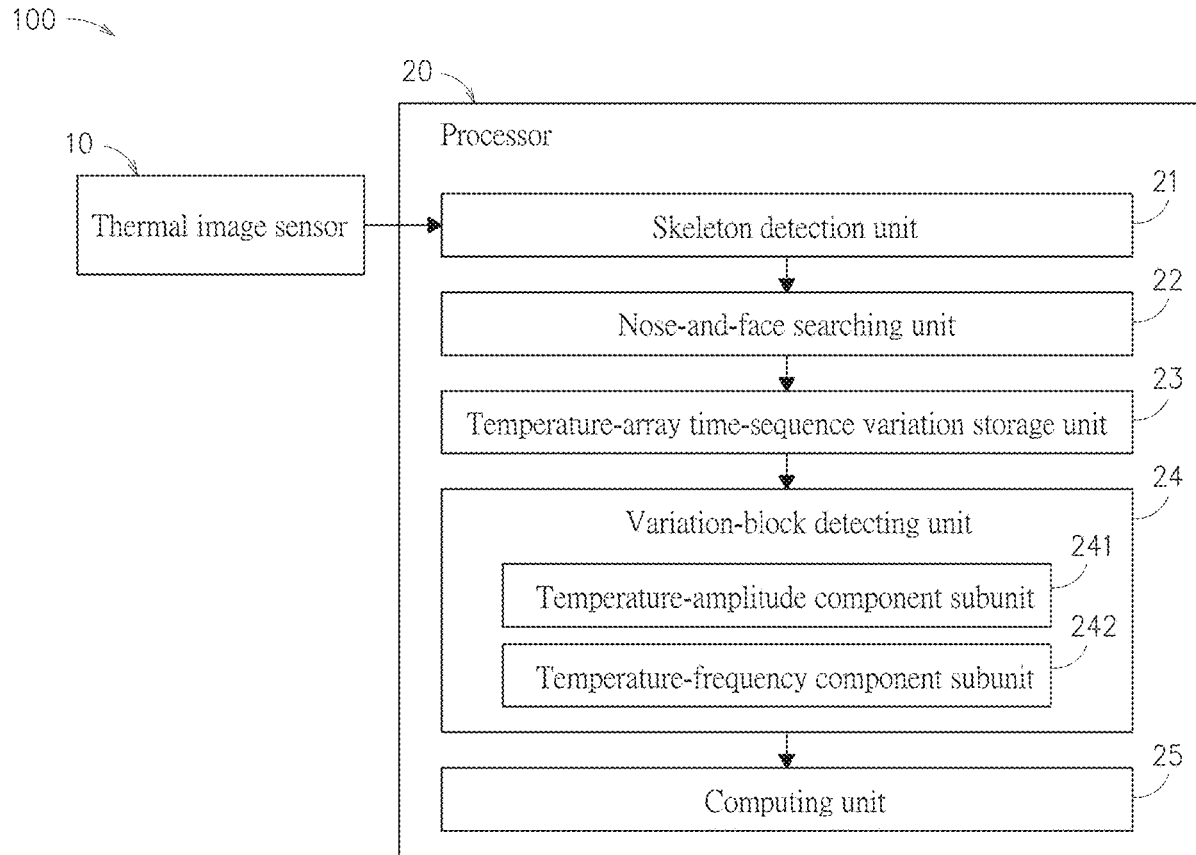 100
20
Processor
10
Thermal image sensor
21
Skeleton detection unit
22
Nose-and-face searching unit
23
Temperature-array time-sequence variation storage unit
24
Variation-block detecting unit
241
Temperature-amplitude component subunit
242
Temperature-frequency component subunit
25
Computing unit